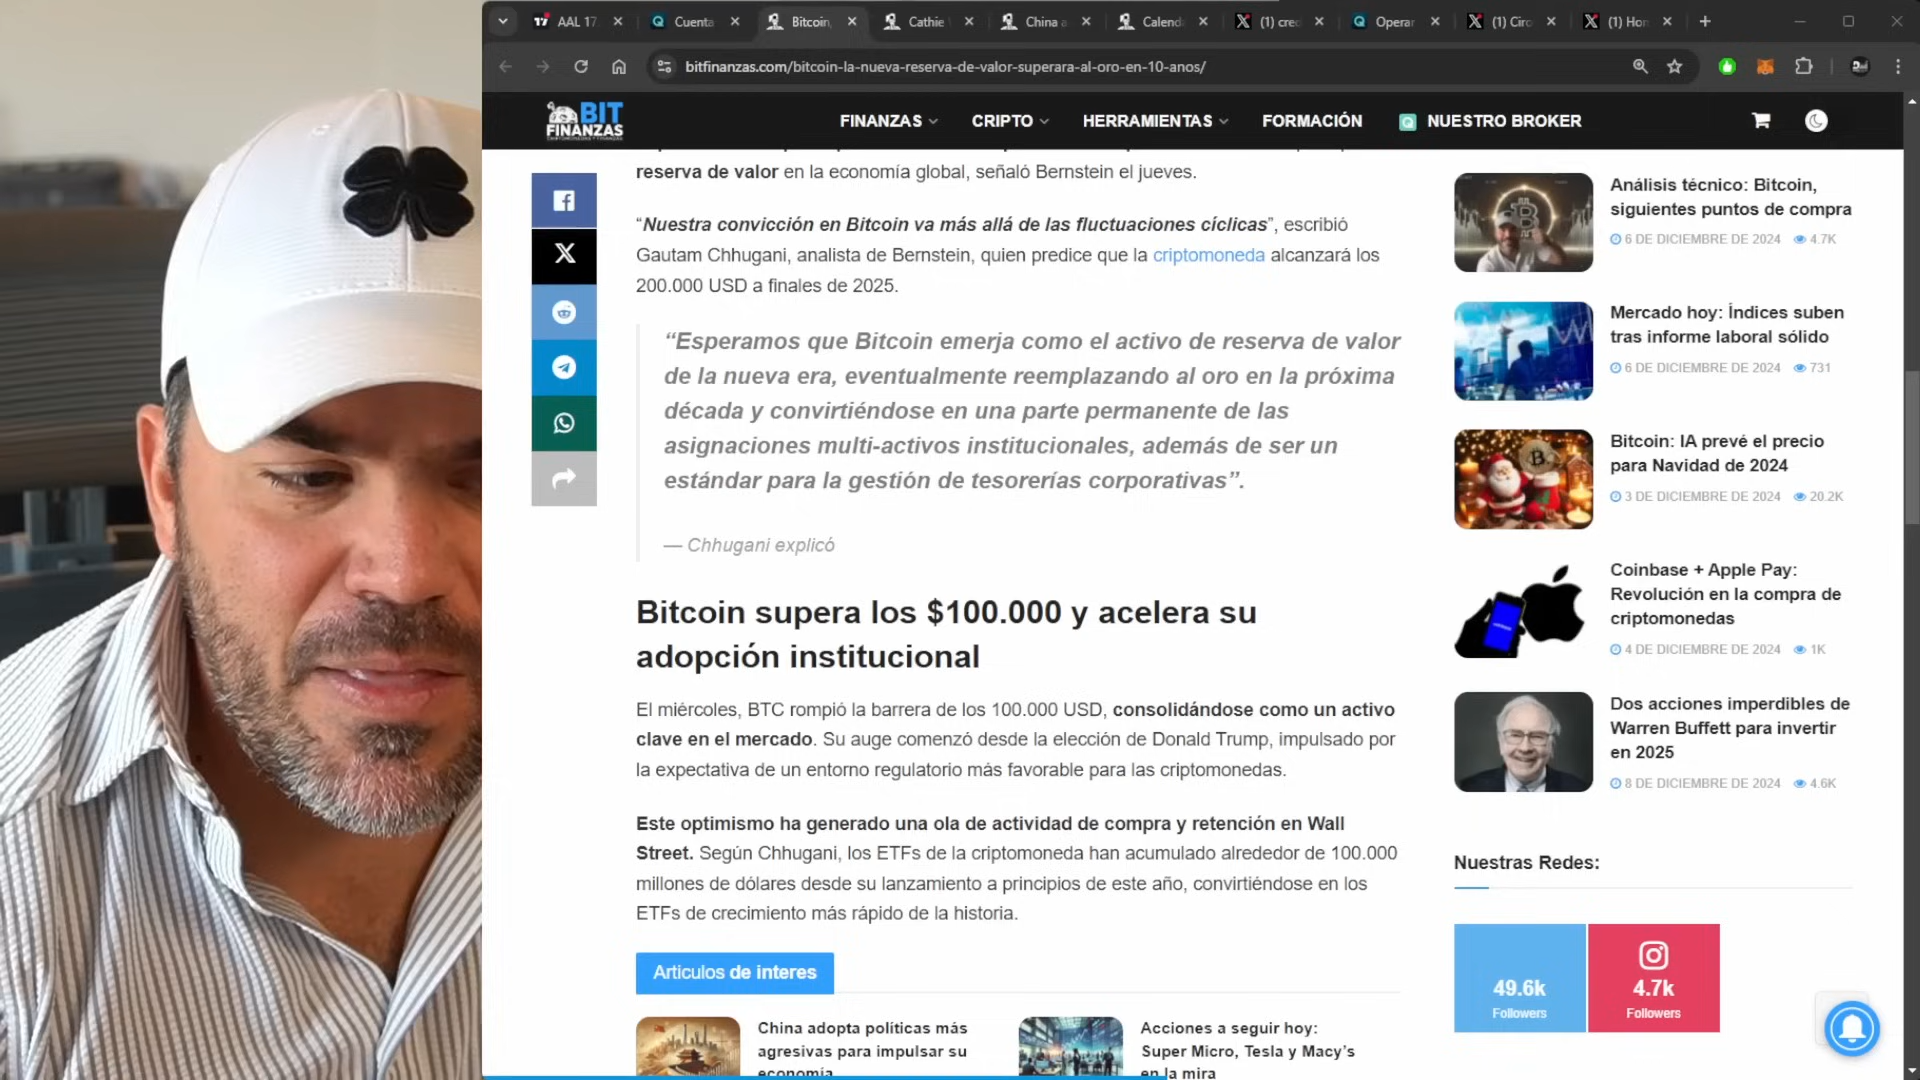 AAL 17
Cuenta
Bitcoin,
Cathie
China a
Calend
(1) cred
Operar
(1) Circ
(1) Hon
bitfinanzas.com/bitcoin-la-nueva-reserva-de-valor-superara-al-oro-en-10-anos/
BIT
FINANZAS
FINANZAS
CRIPTO
HERRAMIENTAS
FORMACIÓN
NUESTRO BROKER
reserva de valor en la economía global, señaló Bernstein el jueves.
“Nuestra convicción en Bitcoin va más allá de las fluctuaciones cíclicas”, escribió
Gautam Chhugani, analista de Bernstein, quien predice que la criptomoneda alcanzará los
200.000 USD a finales de 2025.
“Esperamos que Bitcoin emerja como el activo de reserva de valor
de la nueva era, eventualmente reemplazando al oro en la próxima
década y convirtiéndose en una parte permanente de las
asignaciones multi-activos institucionales, además de ser un
estándar para la gestión de tesorerías corporativas”.
— Chhugani explicó
Bitcoin supera los $100.000 y acelera su
adopción institucional
El miércoles, BTC rompió la barrera de los 100.000 USD, consolidándose como un activo
clave en el mercado. Su auge comenzó desde la elección de Donald Trump, impulsado por
la expectativa de un entorno regulatorio más favorable para las criptomonedas.
Este optimismo ha generado una ola de actividad de compra y retención en Wall
Street. Según Chhugani, los ETFs de la criptomoneda han acumulado alrededor de 100.000
millones de dólares desde su lanzamiento a principios de este año, convirtiéndose en los
ETFs de crecimiento más rápido de la historia.
Articulos de interes
China adopta políticas más
agresivas para impulsar su
economía
Acciones a seguir hoy:
Super Micro, Tesla y Macy’s
en la mira
Análisis técnico: Bitcoin,
siguientes puntos de compra
6 DE DICIEMBRE DE 2024 4.7K
Mercado hoy: Índices suben
tras informe laboral sólido
6 DE DICIEMBRE DE 2024 731
Bitcoin: IA prevé el precio
para Navidad de 2024
3 DE DICIEMBRE DE 2024 20.2K
Coinbase + Apple Pay:
Revolución en la compra de
criptomonedas
4 DE DICIEMBRE DE 2024 1K
Dos acciones imperdibles de
Warren Buffett para invertir
en 2025
8 DE DICIEMBRE DE 2024 4.6K
Nuestras Redes:
49.6k
Followers
4.7k
Followers